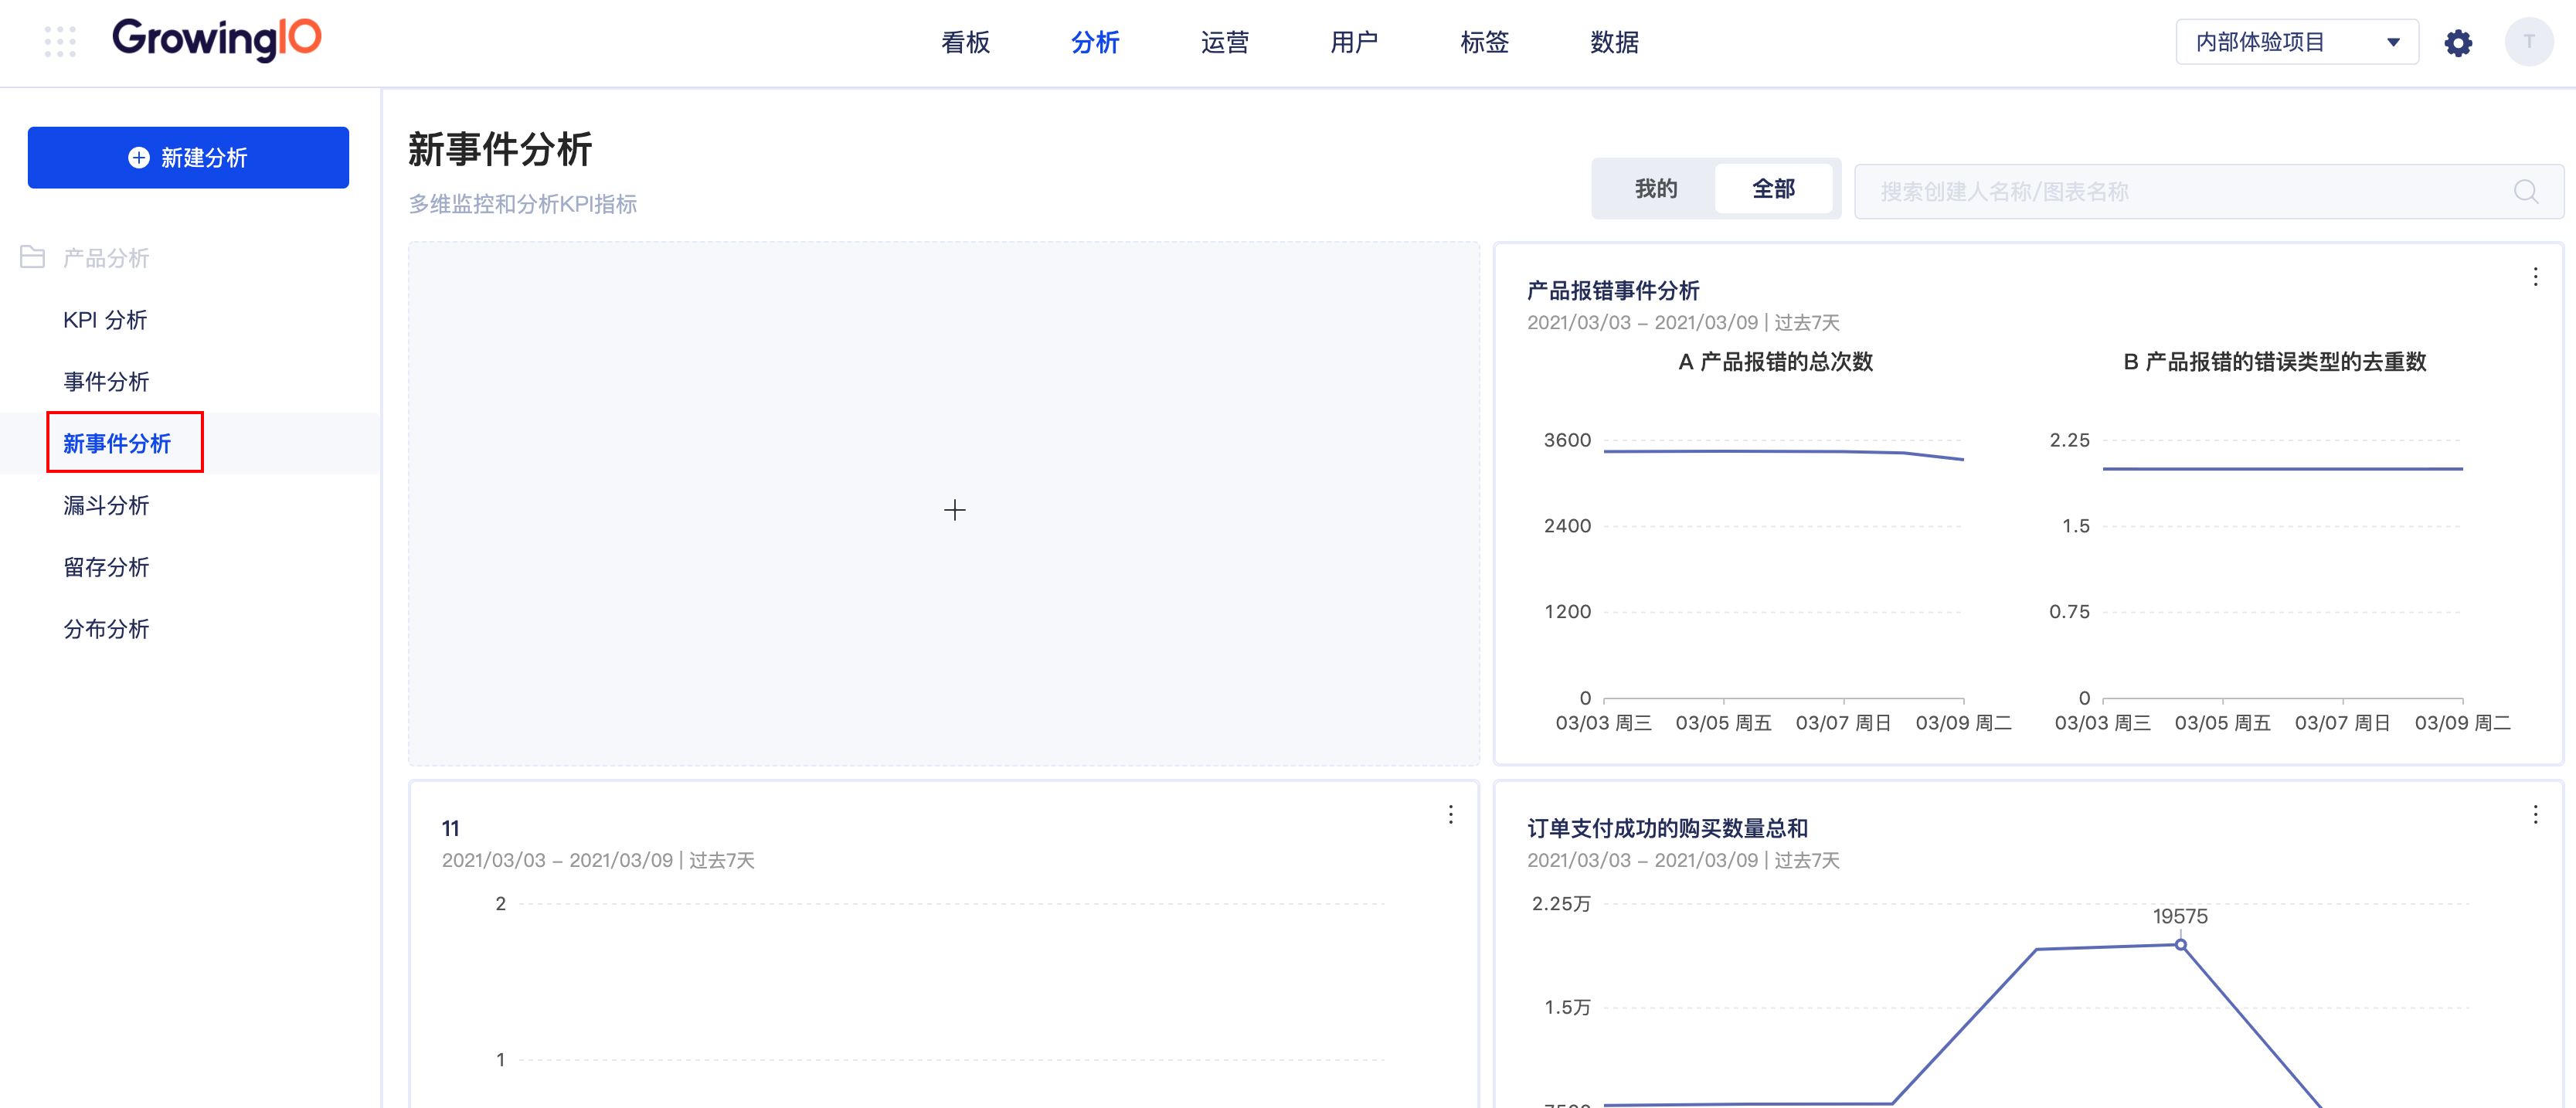 GrowingIO
看板 分析 运营 用户 标签 数据
内部体验项目
T
新建分析
产品分析
KPI 分析
事件分析
新事件分析
漏斗分析
留存分析
分布分析
新事件分析
多维监控和分析KPI指标
我的 全部
搜索创建人名称/图表名称
产品报错事件分析
2021/03/03 – 2021/03/09 | 过去7天
A 产品报错的总次数
3600
2400
1200
0
03/03 周三 03/05 周五 03/07 周日 03/09 周二
B 产品报错的错误类型的去重数
2.25
1.5
0.75
0
03/03 周三 03/05 周五 03/07 周日 03/09 周二
11
2021/03/03 – 2021/03/09 | 过去7天
2
1
订单支付成功的购买数量总和
2021/03/03 – 2021/03/09 | 过去7天
2.25万
19575
1.5万